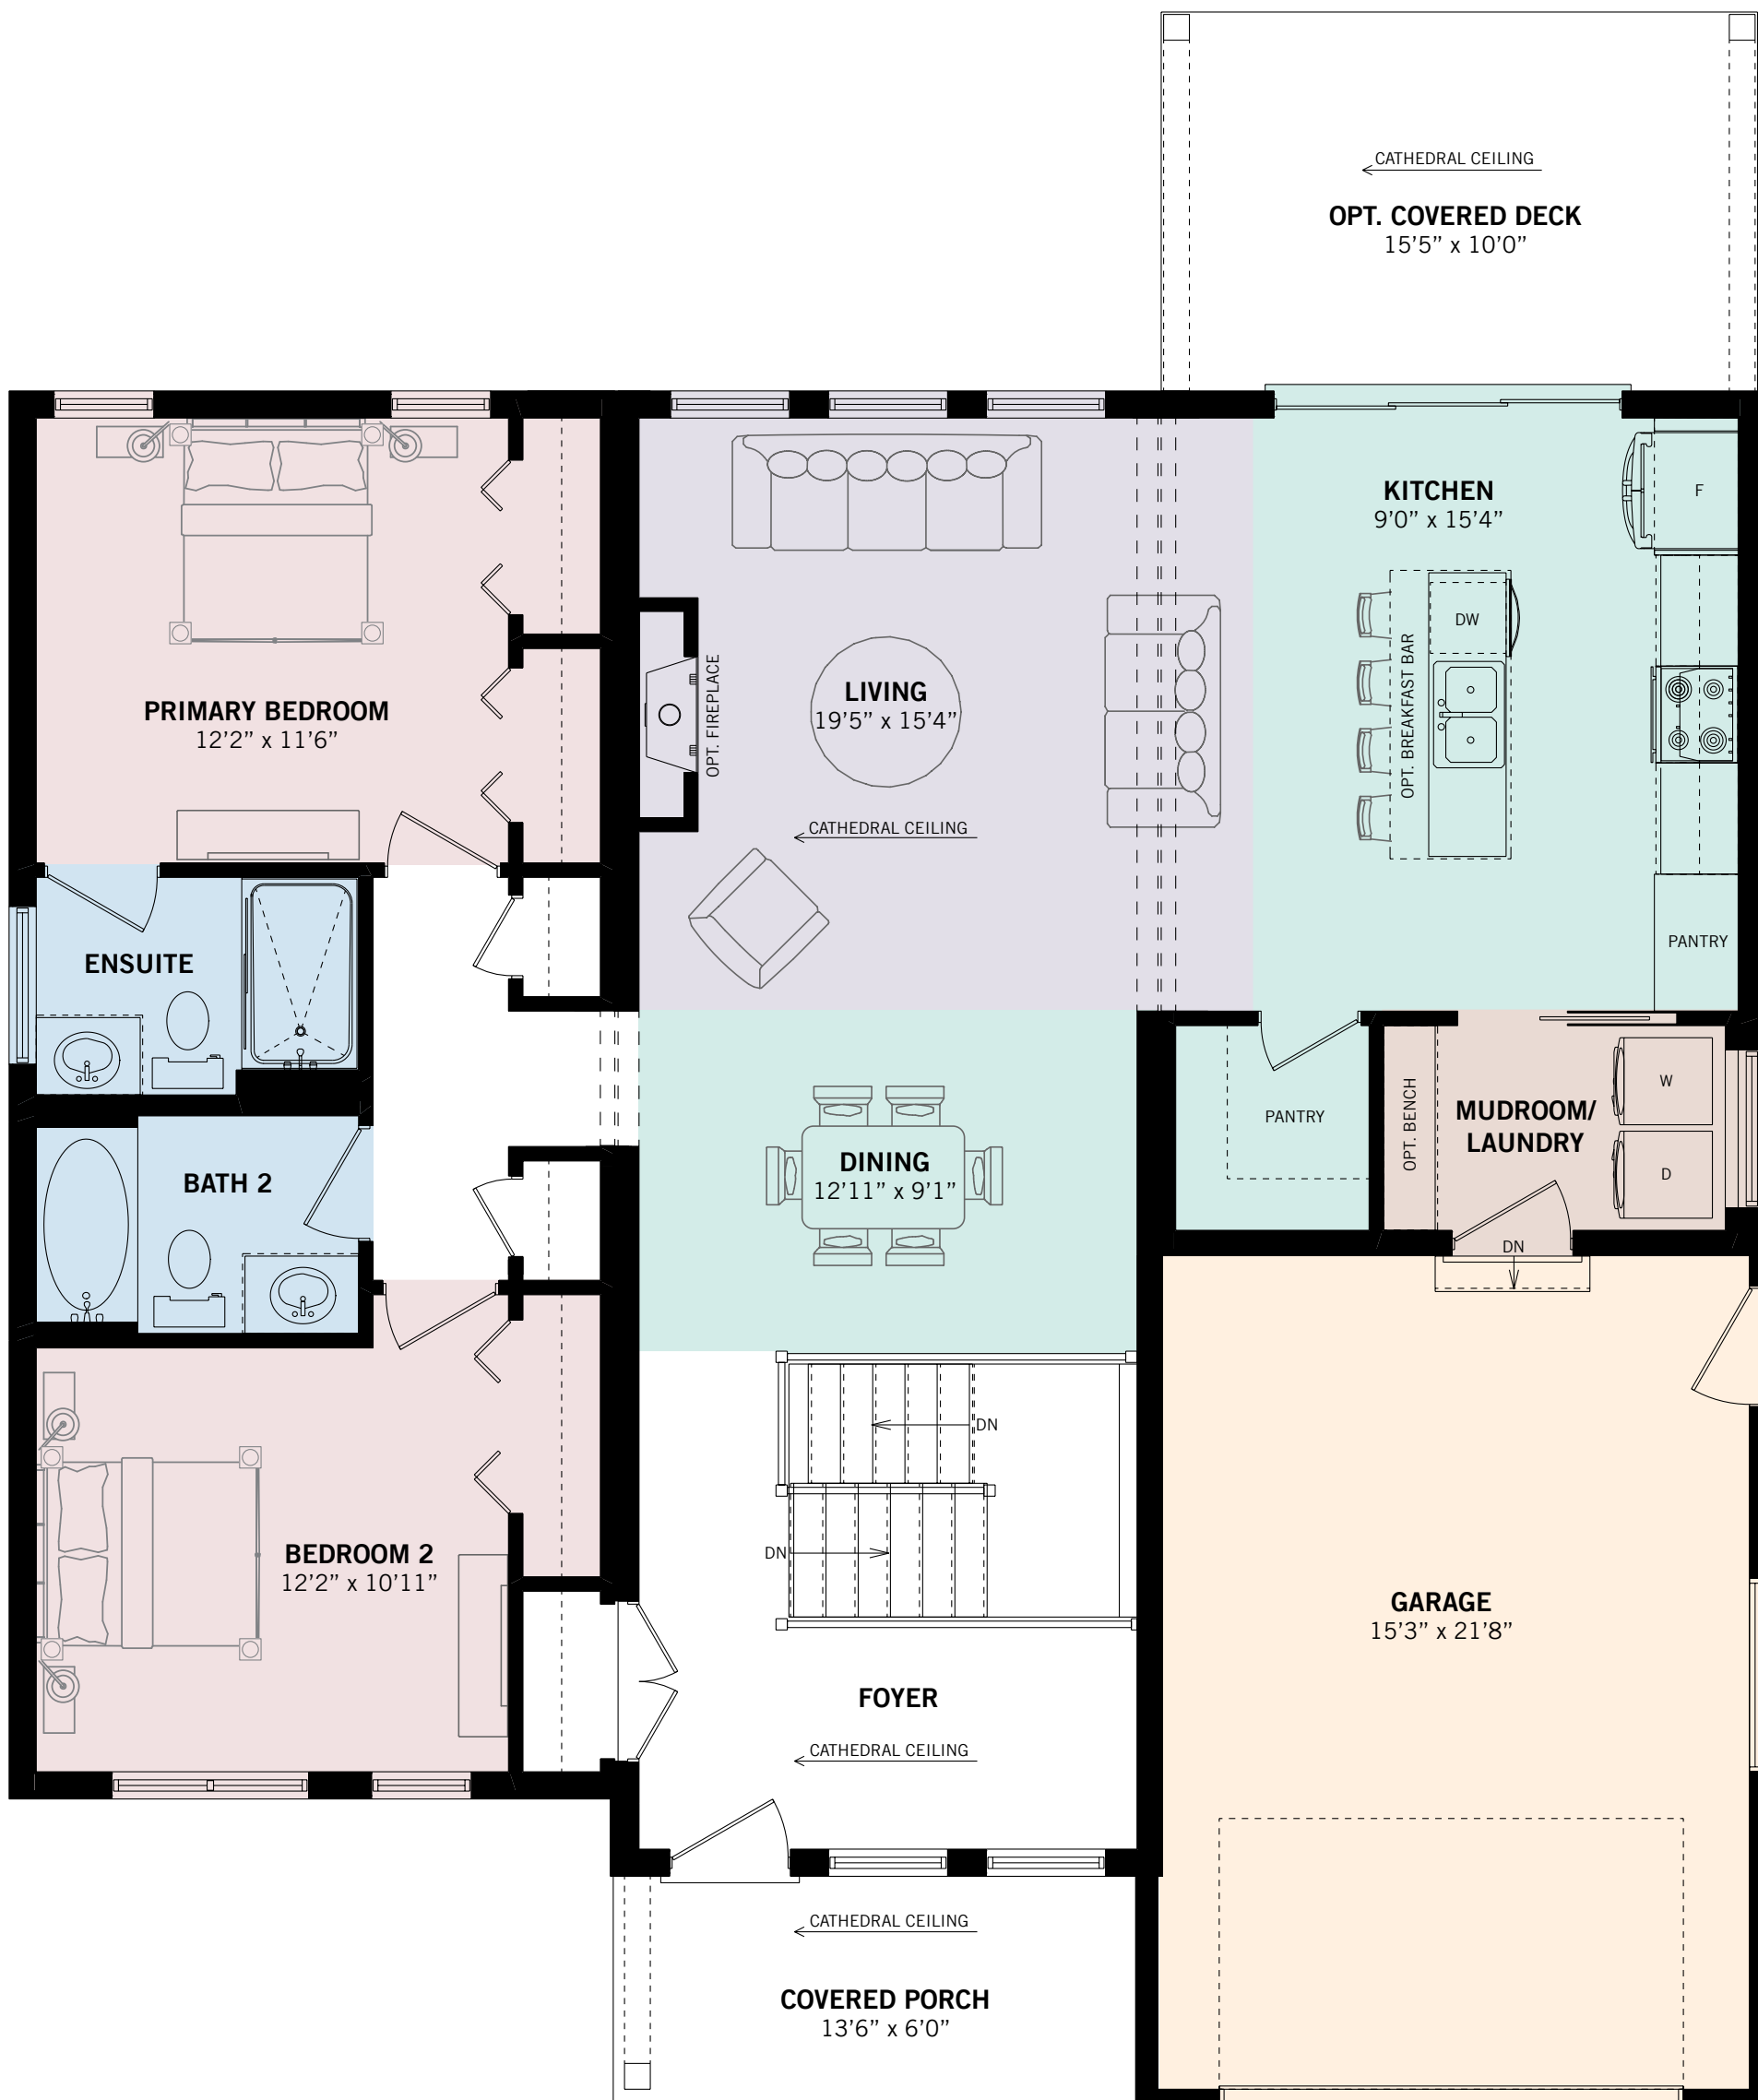 CATHEDRAL CEILING
OPT. COVERED DECK
15’5” x 10’0”
KITCHEN
9’0” x 15’4”
F
DW
OPT. BREAKFAST BAR
PANTRY
LIVING
19’5” x 15’4”
OPT. FIREPLACE
CATHEDRAL CEILING
PRIMARY BEDROOM
12’2” x 11’6”
ENSUITE
BATH 2
DINING
12’11” x 9’1”
PANTRY
OPT. BENCH
MUDROOM/
LAUNDRY
W
D
DN
DN
DN
BEDROOM 2
12’2” x 10’11”
GARAGE
15’3” x 21’8”
FOYER
CATHEDRAL CEILING
CATHEDRAL CEILING
COVERED PORCH
13’6” x 6’0”